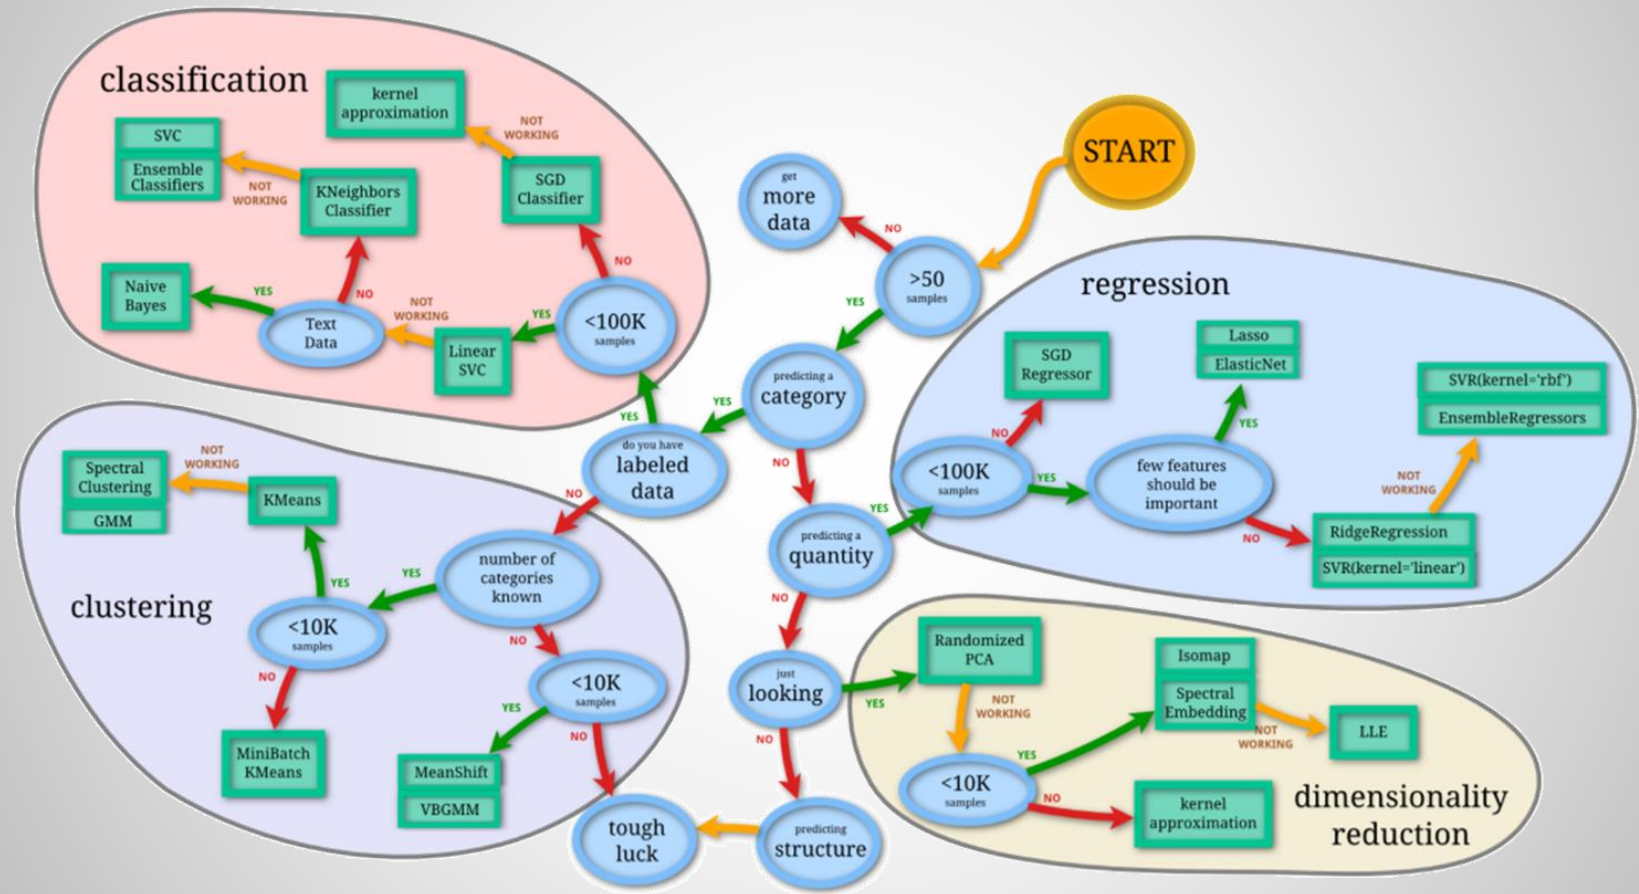 classification
kernel
approximation
NOT
WORKING
SVC
Ensemble
Classifiers
NOT
WORKING
KNeighbors
Classifier
SGD
Classifier
NO
Naive
Bayes
YES
NO
Text
Data
NOT
WORKING
Linear
SVC
YES
<100K
samples
YES
START
get
more
data
NO
>50
samples
YES
predicting a
category
YES
do you have
labeled
data
NO
NO
predicting a
quantity
YES
NO
just
looking
YES
NO
predicting
structure
tough
luck
regression
SGD
Regressor
NO
<100K
samples
YES
few features
should be
important
YES
Lasso
ElasticNet
NO
RidgeRegression
SVR(kernel='linear')
NOT
WORKING
SVR(kernel='rbf')
EnsembleRegressors
clustering
Spectral
Clustering
GMM
NOT
WORKING
KMeans
YES
<10K
samples
YES
number of
categories
known
NO
NO
MiniBatch
KMeans
<10K
samples
YES
NO
MeanShift
VBGMM
Randomized
PCA
NOT
WORKING
<10K
samples
YES
NO
Isomap
Spectral
Embedding
NOT
WORKING
LLE
kernel
approximation
dimensionality
reduction